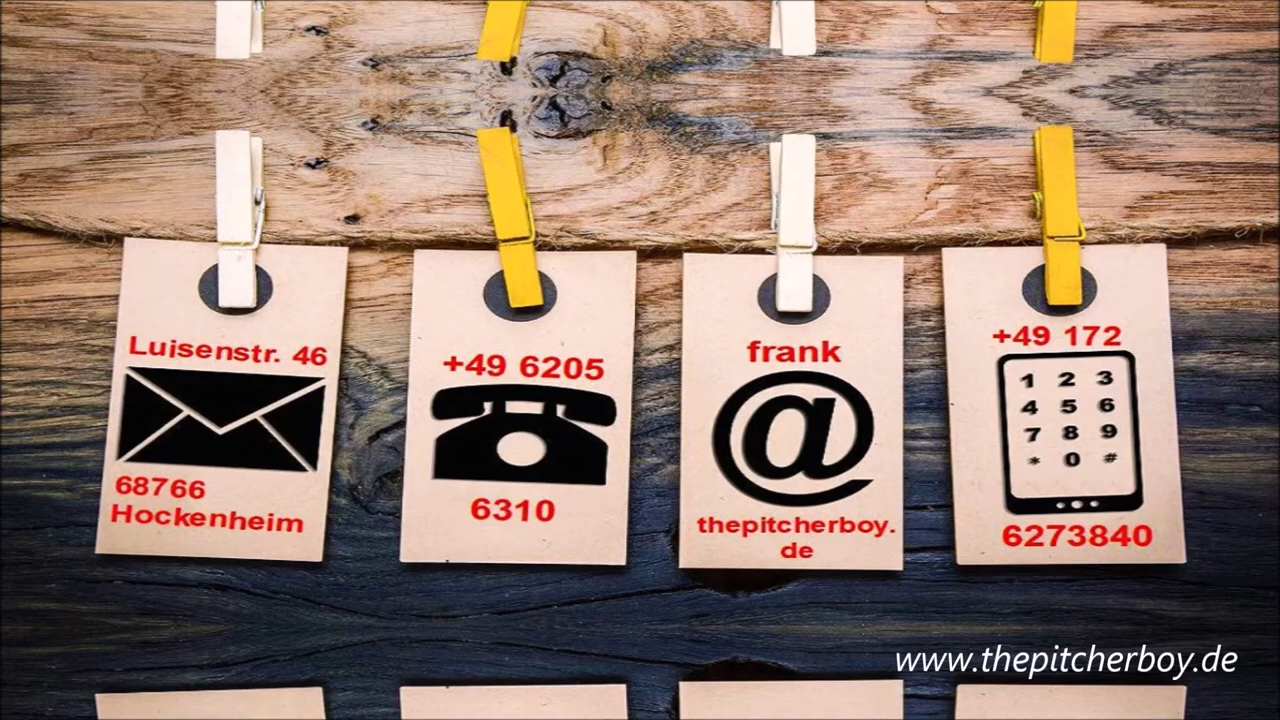 Luisenstr. 46
68766
Hockenheim
+49 6205
6310
frank
@
thepitcherboy.
de
+49 172
1 2 3
4 5 6
7 8 9
* 0 #
6273840
www.thepitcherboy.de